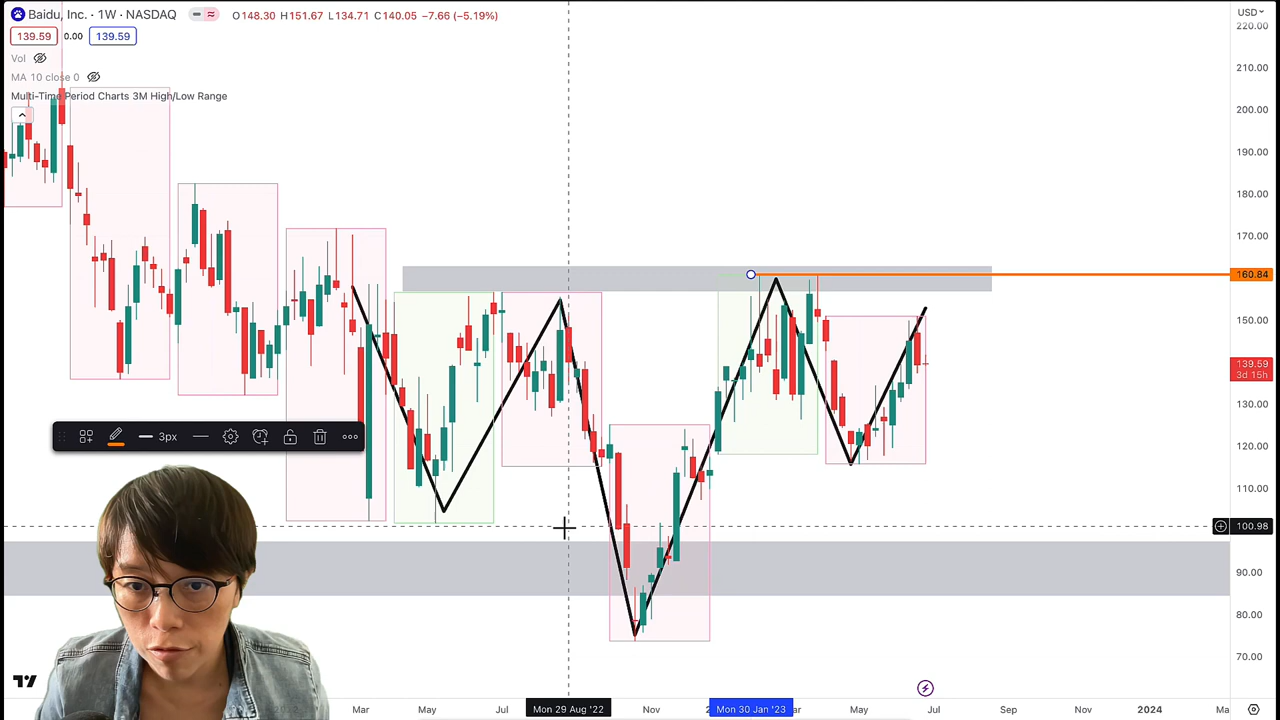 Baidu, Inc. · 1W · NASDAQ O148.30 H151.67 L134.71 C140.05 −7.66 (−5.19%)
139.59 0.00 139.59
Vol
MA 10 close 0
Multi-Time Period Charts 3M High/Low Range
USD
220.00
210.00
200.00
190.00
180.00
170.00
160.84
150.00
139.59
3d 15h
130.00
120.00
110.00
100.98
90.00
80.00
70.00
3px
Mar May Jul Mon 29 Aug '22 Nov Mon 30 Jan '23 ar May Jul Sep Nov 2024 Ma